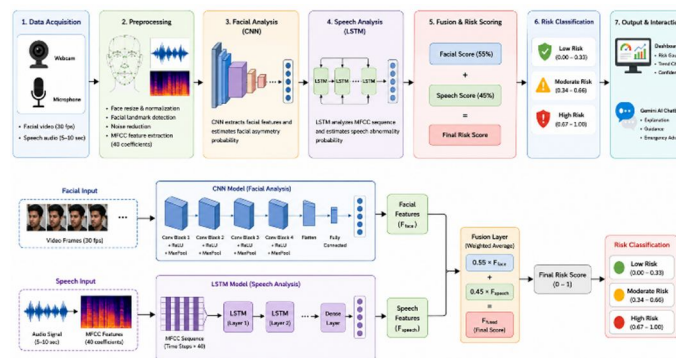 1. Data Acquisition
Webcam
Microphone
• Facial video (30 fps)
• Speech audio (5–10 sec)
2. Preprocessing
• Face resize & normalization
• Facial landmark detection
• Noise reduction
• MFCC feature extraction
(40 coefficients)
3. Facial Analysis
(CNN)
CNN extracts facial features and
estimates facial asymmetry
probability
4. Speech Analysis
(LSTM)
LSTM
LSTM
LSTM
LSTM analyzes MFCC sequence
and estimates speech abnormality
probability
5. Fusion & Risk Scoring
Facial Score (55%)
+
Speech Score (45%)
=
Final Risk Score
6. Risk Classification
Low Risk
(0.00 – 0.33)
Moderate Risk
(0.34 – 0.66)
High Risk
(0.67 – 1.00)
7. Output & Interacti
Dashboa
• Risk
• Trend
• Confide
Gemini AI Chatb
• Explanation
• Guidance
• Emergency
Facial Input
Video Frames (30 fps)
CNN Model (Facial Analysis)
Conv Block 1
+ ReLU
+ MaxPool
Conv Block 2
+ ReLU
+ MaxPool
Conv Block 3
+ ReLU
+ MaxPool
Conv Block 4
+ ReLU
+ MaxPool
Flatten
Fully
Connected
Facial
Features
Speech Input
Audio Signal
(5–10 sec)
MFCC Features
(40 coefficients)
LSTM Model (Speech Analysis)
MFCC Sequence
(Time Steps × 40)
LSTM
(Layer 1)
LSTM
(Layer 2)
Dense
Layer
Speech
Features
(Fspeech)
Fusion Layer
(Weighted Average)
0.55 ×
+
0.45 × Fspeech
=
(Final Score)
Final Risk Score
(0 – 1)
Risk Classification
Low Risk
(0.00 – 0.33)
Moderate Risk
(0.34 – 0.66)
High Risk
(0.67 – 1.00)